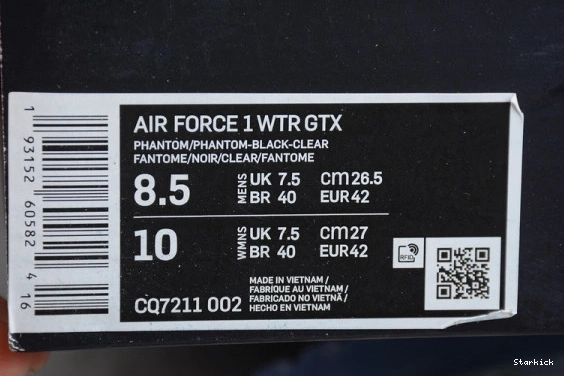 AIR FORCE 1 WTR GTX
PHANTOM/PHANTOM-BLACK-CLEAR
FANTOME/NOIR/CLEAR/FANTOME
8.5 MENS UK 7.5 CM 26.5
BR 40 EUR 42
10 WMNS UK 7.5 CM 27
BR 40 EUR 42
RFID
CQ7211 002
MADE IN VIETNAM /
FABRIQUE AU VIETNAM /
FABRICADO NO VIETNÃ /
HECHO EN VIETNAM
1 93152 60582 4 16
Starkick